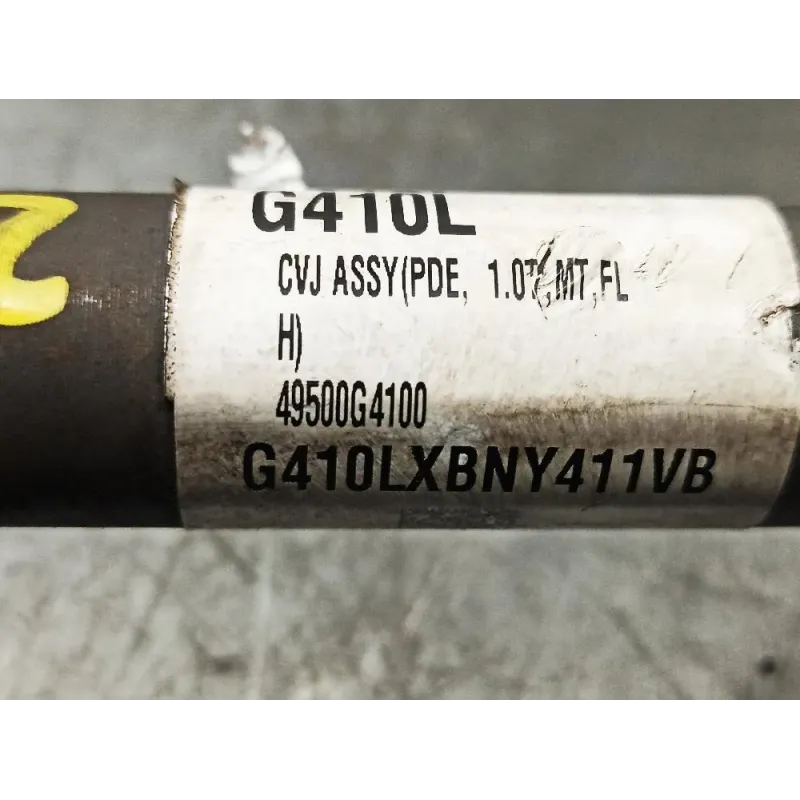 G410L
CVJ ASSY(PDE, 1.0T,MT,FL
H)
49500G4100
G410LXBNY411VB